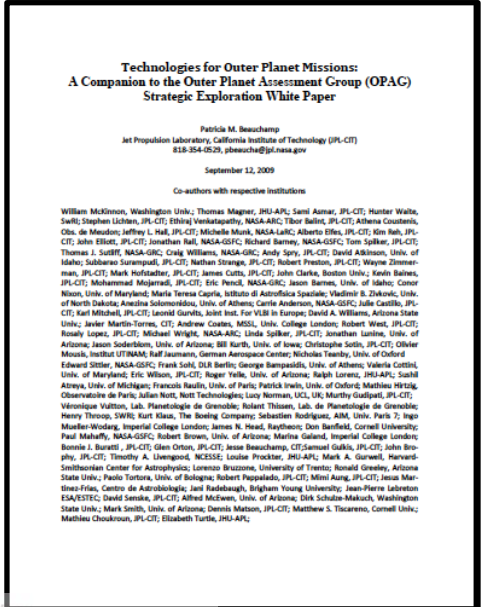 Technologies for Outer Planet Missions:
A Companion to the Outer Planet Assessment Group (OPAG)
Strategic Exploration White Paper
Patricia M. Beauchamp
Jet Propulsion Laboratory, California Institute of Technology (JPL-CIT)
818-354-0529, pbeaucha@jpl.nasa.gov
September 12, 2009
Co-authors with respective institutions
William McKinnon, Washington Univ.; Thomas Magner, JHU-APL; Sami Asmar, JPL-CIT; Hunter Waite,
SwRI; Stephen Lichten, JPL-CIT; Ethiraj Venkatapathy, NASA-ARC; Tibor Balint, JPL-CIT; Athena Coustenis,
Obs. de Meudon; Jeffrey L. Hall, JPL-CIT; Michelle Munk, NASA-LaRC; Alberto Elfes, JPL-CIT; Kim Reh, JPL-
CIT; John Elliott, JPL-CIT; Jonathan Rall, NASA-GSFC; Richard Barney, NASA-GSFC; Tom Spilker, JPL-CIT;
Thomas J. Sutliff, NASA-GRC; Craig Williams, NASA-GRC; Andy Spry, JPL-CIT; David Atkinson, Univ. of
Idaho; Subbarao Surampudi, JPL-CIT; Nathan Strange, JPL-CIT; Robert Preston, JPL-CIT; Wayne Zimmer-
man, JPL-CIT; Mark Hofstadter, JPL-CIT; James Cutts, JPL-CIT; John Clarke, Boston Univ.; Kevin Baines,
JPL-CIT; Mohammad Mojarradi, JPL-CIT; Eric Pencil, NASA-GRC; Jason Barnes, Univ. of Idaho; Conor
Nixon, Univ. of Maryland; Maria Teresa Capria, Istituto di Astrofisica Spaziale; Vladimir B. Zivkovic, Univ.
of North Dakota; Anezina Solomonidou, Univ. of Athens; Carrie Anderson, NASA-GSFC; Julie Castillo, JPL-
CIT; Karl Mitchell, JPL-CIT; Leonid Gurvits, Joint Inst. For VLBI in Europe; David A. Williams, Arizona State
Univ.; Javier Martin-Torres, CIT; Andrew Coates, MSSL, Univ. College London; Robert West, JPL-CIT;
Rosaly Lopez, JPL-CIT; Michael Wright, NASA-ARC; Linda Spilker, JPL-CIT; Jonathan Lunine, Univ. of
Arizona; Jason Soderblom, Univ. of Arizona; Bill Kurth, Univ. of Iowa; Christophe Sotin, JPL-CIT; Olivier
Mousis, Institut UTINAM; Ralf Jaumann, German Aerospace Center; Nicholas Teanby, Univ. of Oxford
Edward Sittler, NASA-GSFC; Frank Sohl, DLR Berlin; George Bampasidis, Univ. of Athens; Valeria Cottini,
Univ. of Maryland; Eric Wilson, JPL-CIT; Roger Yelle, Univ. of Arizona; Ralph Lorenz, JHU-APL; Sushil
Atreya, Univ. of Michigan; Francois Raulin, Univ. of Paris; Patrick Irwin, Univ. of Oxford; Mathieu Hirtzig,
Observatoire de Paris; Julian Nott, Nott Technologies; Lucy Norman, UCL, UK; Murthy Gudipati, JPL-CIT;
Véronique Vuitton, Lab. Planetologie de Grenoble; Rolant Thissen, Lab. de Planetologie de Grenoble;
Henry Throop, SWRI; Kurt Klaus, The Boeing Company; Sebastien Rodriguez, AIM, Univ. Paris 7; Ingo
Mueller-Wodarg, Imperial College London; James N. Head, Raytheon; Don Banfield, Cornell University;
Paul Mahaffy, NASA-GSFC; Robert Brown, Univ. of Arizona; Marina Galand, Imperial College London;
Bonnie J. Buratti , JPL-CIT; Glen Orton, JPL-CIT; Jesse Beauchamp, CIT;Samuel Gulkis, JPL-CIT; John Bro-
phy, JPL-CIT; Timothy A. Livengood, NCESSE; Louise Prockter, JHU-APL; Mark A. Gurwell, Harvard-
Smithsonian Center for Astrophysics; Lorenzo Bruzzone, University of Trento; Ronald Greeley, Arizona
State Univ.; Paolo Tortora, Univ. of Bologna; Robert Pappalado, JPL-CIT; Mimi Aung, JPL-CIT; Jesus Mar-
tinez-Frias, Centro de Astrobiologia; Jani Radebaugh, Brigham Young University; Jean-Pierre Lebreton
ESA/ESTEC; David Senske, JPL-CIT; Alfred McEwen, Univ. of Arizona; Dirk Schulze-Makuch, Washington
State Univ.; Mark Smith, Univ. of Arizona; Dennis Matson, JPL-CIT; Matthew S. Tiscareno, Cornell Univ.;
Mathieu Choukroun, JPL-CIT; Elizabeth Turtle, JHU-APL;